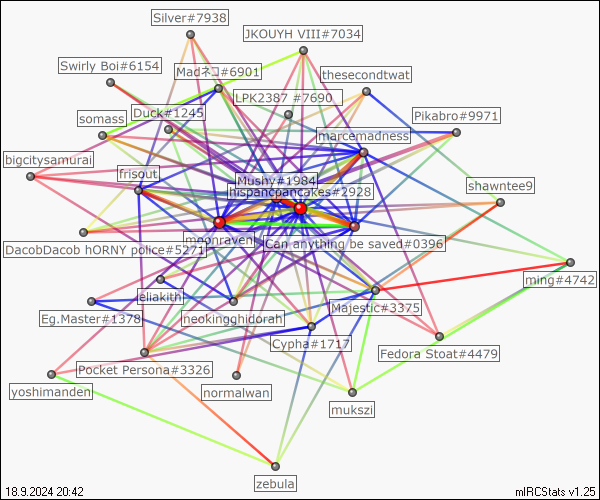 Silver#7938
JKOUYH VIII#7034
Swirly Boi#6154
Madネコ#6901
thesecondtwat
LPK2387 #7690
Duck#1245
Pikabro#9971
somass
marcemadness
bigcitysamurai
frisout
Mushy#1984
hispanicpancakes#2928
shawntee9
moonraven
Can anything be saved#0396
DacobDacob hORNY police#5271
ming#4742
eliakith
Majestic#3375
Eg.Master#1378
neokingghidorah
Cypha#1717
Fedora Stoat#4479
Pocket Persona#3326
yoshimanden
normalwan
mukszi
zebula
18.9.2024 20:42
mIRCStats v1.25